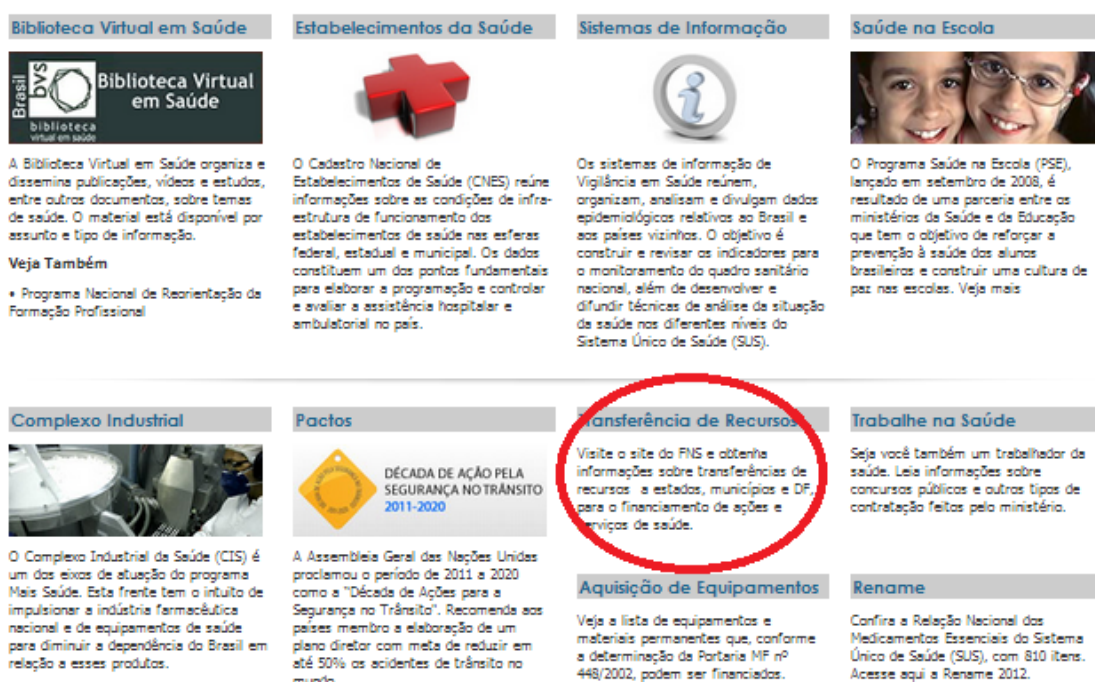 Biblioteca Virtual em Saúde
Brasil
bvs
Biblioteca Virtual
em Saúde
biblioteca
virtual em saúde
A Biblioteca Virtual em Saúde organiza e
dissemina publicações, vídeos e estudos,
entre outros documentos, sobre temas
de saúde. O material está disponível por
assunto e tipo de informação.
Veja Também
• Programa Nacional de Reorientação da
Formação Profissional
Estabelecimentos da Saúde
O Cadastro Nacional de
Estabelecimentos de Saúde (CNES) reúne
informações sobre as condições de infra-
estrutura de funcionamento dos
estabelecimentos de saúde nas esferas
federal, estadual e municipal. Os dados
constituem um dos pontos fundamentais
para elaborar a programação e controlar
e avaliar a assistência hospitalar e
ambulatorial no país.
Sistemas de Informação
Os sistemas de informação de
Vigilância em Saúde reúnem,
organizam, analisam e divulgam dados
epidemiológicos relativos ao Brasil e
aos países vizinhos. O objetivo é
construir e revisar os indicadores para
o monitoramento do quadro sanitário
nacional, além de desenvolver e
difundir técnicas de análise da situação
da saúde nos diferentes níveis do
Sistema Único de Saúde (SUS).
Saúde na Escola
O Programa Saúde na Escola (PSE),
lançado em setembro de 2008, é
resultado de uma parceria entre os
ministérios da Saúde e da Educação
que tem o objetivo de reforçar a
prevenção à saúde dos alunos
brasileiros e construir uma cultura de
paz nas escolas. Veja mais
Complexo Industrial
O Complexo Industrial da Saúde (CIS) é
um dos eixos de atuação do programa
Mais Saúde. Esta frente tem o intuito de
impulsionar a indústria farmacêutica
nacional e de equipamentos de saúde
para diminuir a dependência do Brasil em
relação a esses produtos.
Pactos
DÉCADA DE AÇÃO PELA
SEGURANÇA NO TRÂNSITO
2011-2020
A Assembleia Geral das Nações Unidas
proclamou o período de 2011 a 2020
como a "Década de Ações para a
Segurança no Trânsito". Recomenda aos
países membro a elaboração de um
plano diretor com meta de reduzir em
até 50% os acidentes de trânsito no
mundo
Transferência de Recursos
Visite o site do FNS e obtenha
informações sobre transferências de
recursos a estados, municípios e DF,
para o financiamento de ações e
serviços de saúde.
Aquisição de Equipamentos
Veja a lista de equipamentos e
materiais permanentes que, conforme
a determinação da Portaria MF nº
448/2002, podem ser financiados.
Trabalhe na Saúde
Seja você também um trabalhador da
saúde. Leia informações sobre
concursos públicos e outros tipos de
contratação feitos pelo ministério.
Rename
Confira a Relação Nacional dos
Medicamentos Essenciais do Sistema
Único de Saúde (SUS), com 810 itens.
Acesse aqui a Rename 2012.